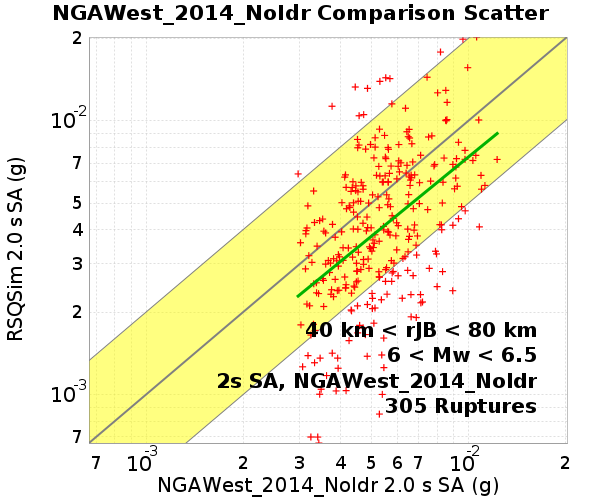 NGAWest_2014_NoIdr Comparison Scatter
RSQSim 2.0 s SA (g)
2
10-2
7
5
4
3
2
10-3
7
40 km < rJB < 80 km
6 < Mw < 6.5
2s SA, NGAWest_2014_NoIdr
305 Ruptures
7 10-3 2 3 4 5 6 7 10-2 2
NGAWest_2014_NoIdr 2.0 s SA (g)